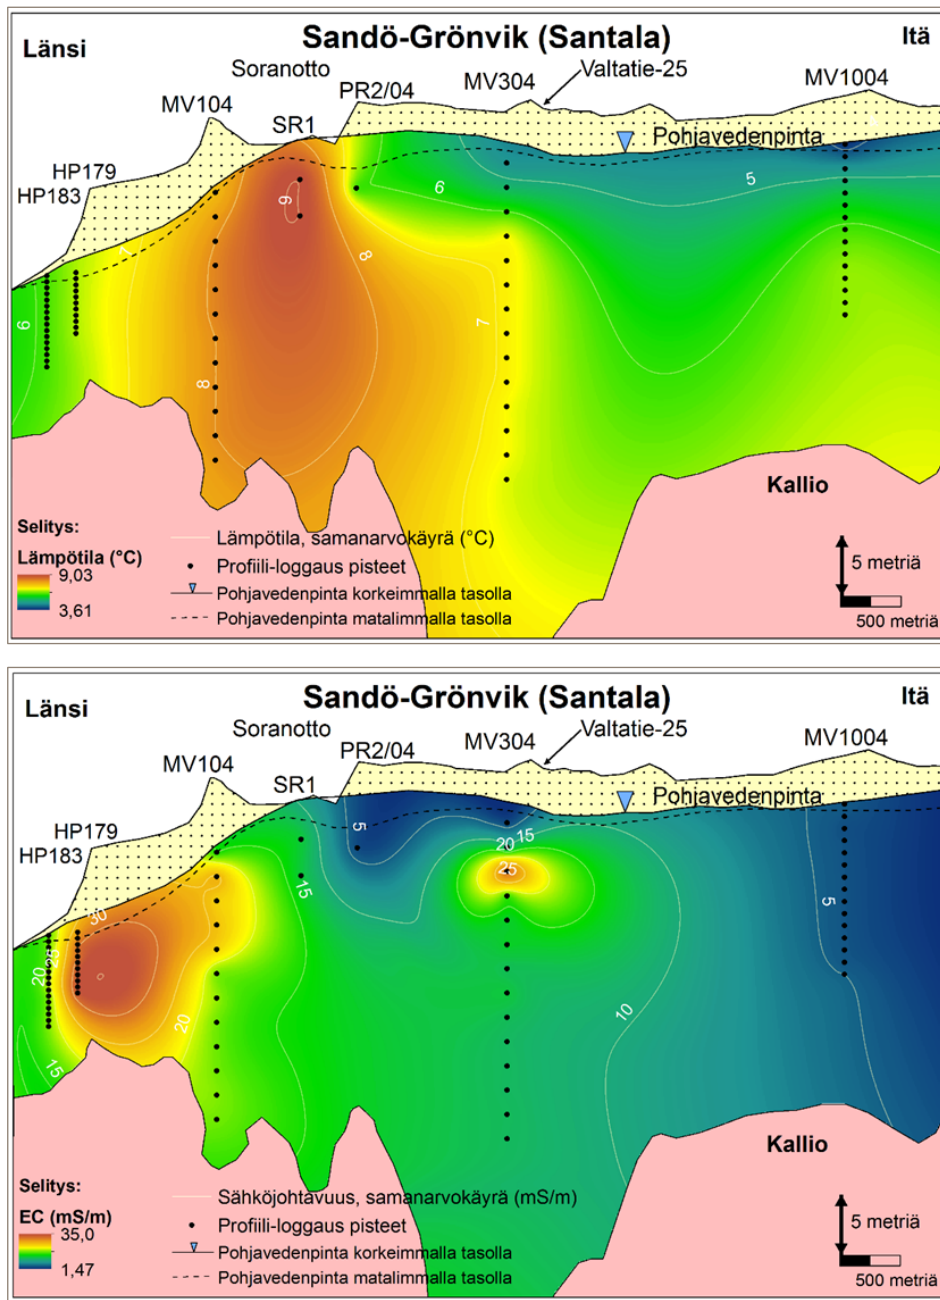 Länsi
Sandö-Grönvik (Santala)
Itä
Soranotto
Valtatie-25
PR2/04
MV304
MV1004
MV104
SR1
Pohjavedenpinta
HP179
HP183
5
6
9
8
7
7
6
8
Kallio
Selitys:
Lämpötila (°C)
9,03
3,61
Lämpötila, samanarvokäyrä (°C)
Profiili-loggaus pisteet
Pohjavedenpinta korkeimmalla tasolla
Pohjavedenpinta matalimmalla tasolla
5 metriä
500 metriä
Länsi
Sandö-Grönvik (Santala)
Itä
Soranotto
Valtatie-25
PR2/04
MV304
MV1004
MV104
SR1
Pohjavedenpinta
HP179
HP183
5
20
15
25
15
30
5
25
20
20
10
15
Kallio
Selitys:
EC (mS/m)
35,0
1,47
Sähköjohtavuus, samanarvokäyrä (mS/m)
Profiili-loggaus pisteet
Pohjavedenpinta korkeimmalla tasolla
Pohjavedenpinta matalimmalla tasolla
5 metriä
500 metriä